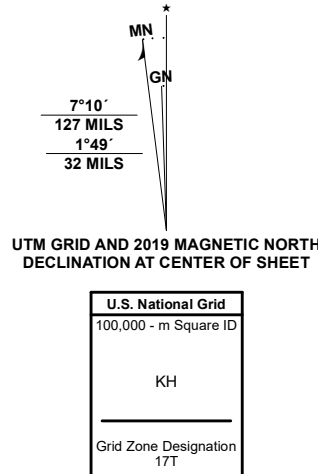 ★
MN
GN
7°10´
127 MILS
1°49´
32 MILS
UTM GRID AND 2019 MAGNETIC NORTH
DECLINATION AT CENTER OF SHEET
U.S. National Grid
100,000 - m Square ID
KH
Grid Zone Designation
17T